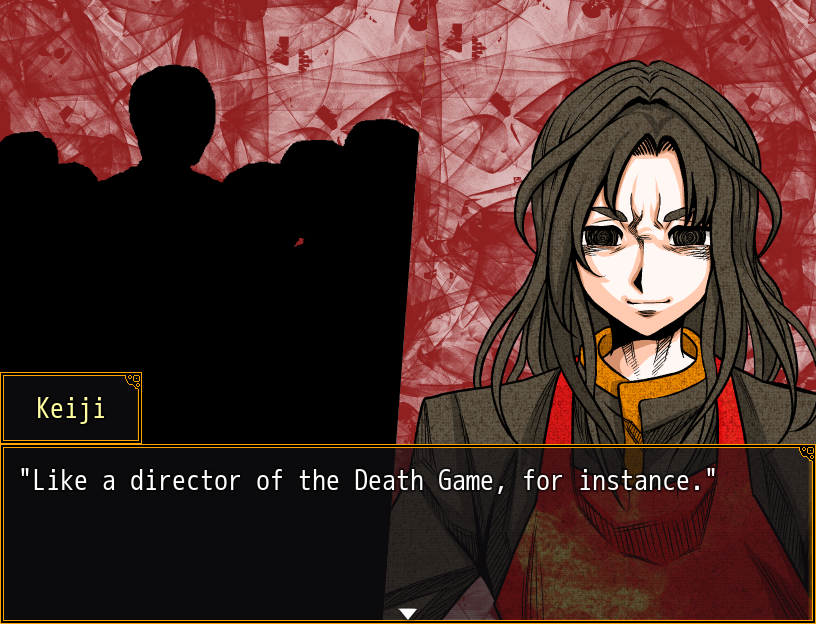 Keiji
"Like a director of the Death Game, for instance."